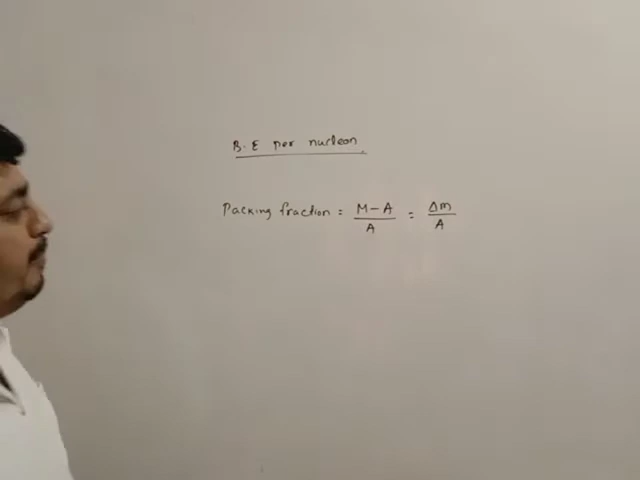 B.E per nucleon
Packing fraction = M-A/A = Δm/A